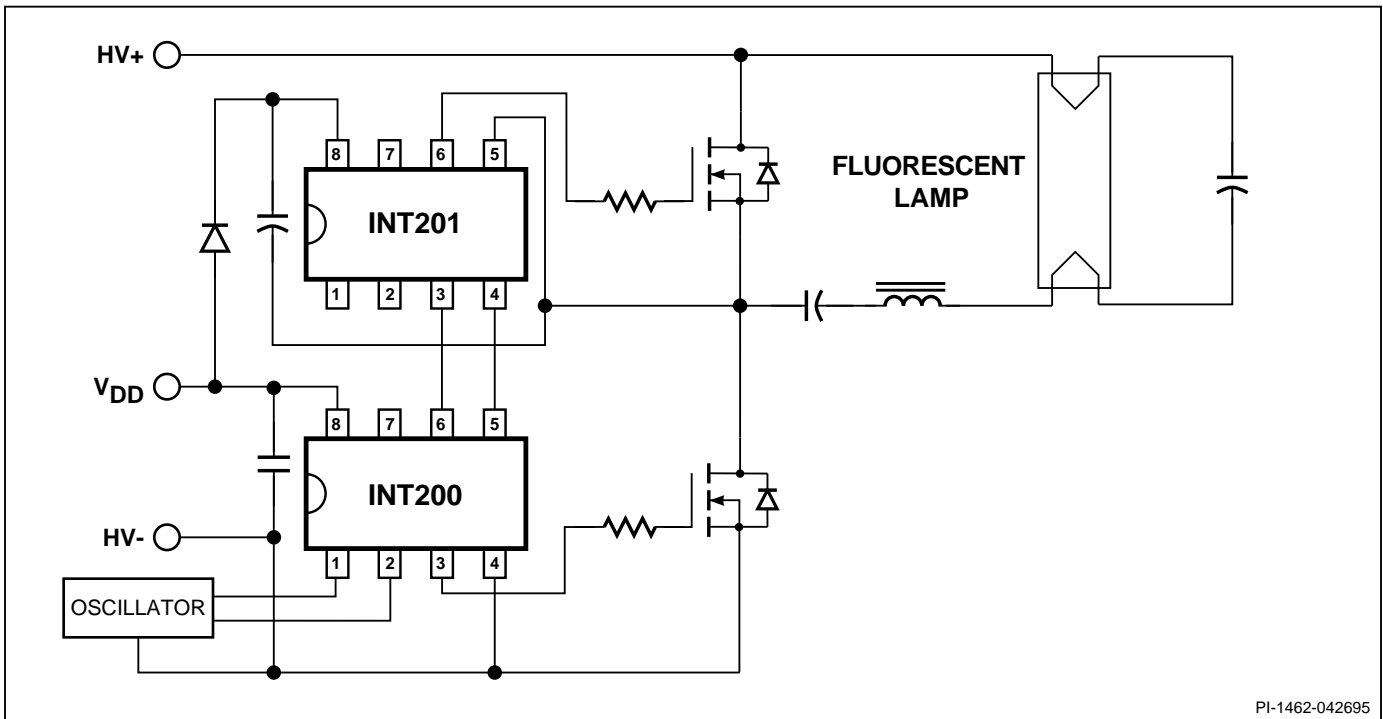 HV+
8 7 6 5
INT201
1 2 3 4
FLUORESCENT
LAMP
VDD
8 7 6 5
INT200
HV-
1 2 3 4
OSCILLATOR
PI-1462-042695